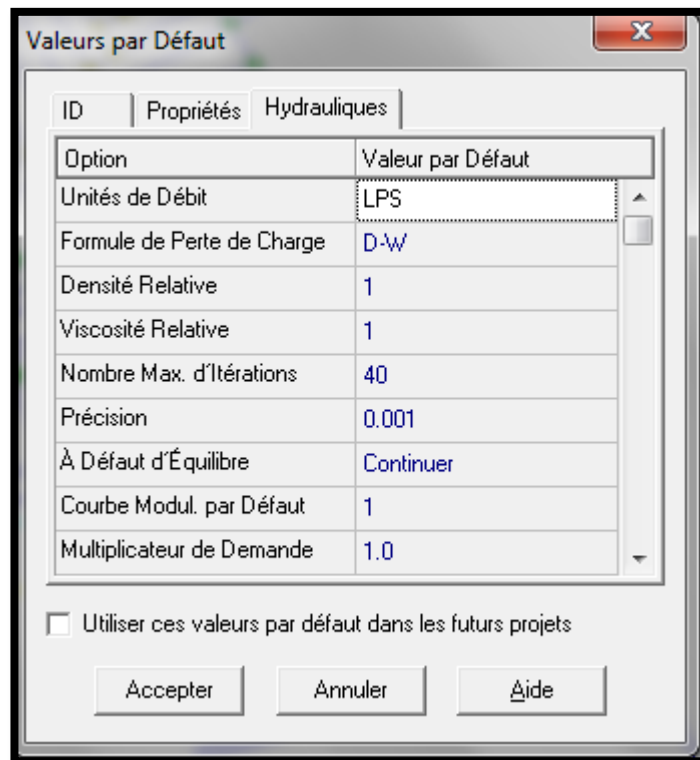 Valeurs par Défaut
ID Propriétés Hydrauliques
Option Valeur par Défaut
Unités de Débit LPS
Formule de Perte de Charge D-W
Densité Relative 1
Viscosité Relative 1
Nombre Max. d´Itérations 40
Précision 0.001
À Défaut d´Équilibre Continuer
Courbe Modul. par Défaut 1
Multiplicateur de Demande 1.0
Utiliser ces valeurs par défaut dans les futurs projets
Accepter Annuler Aide